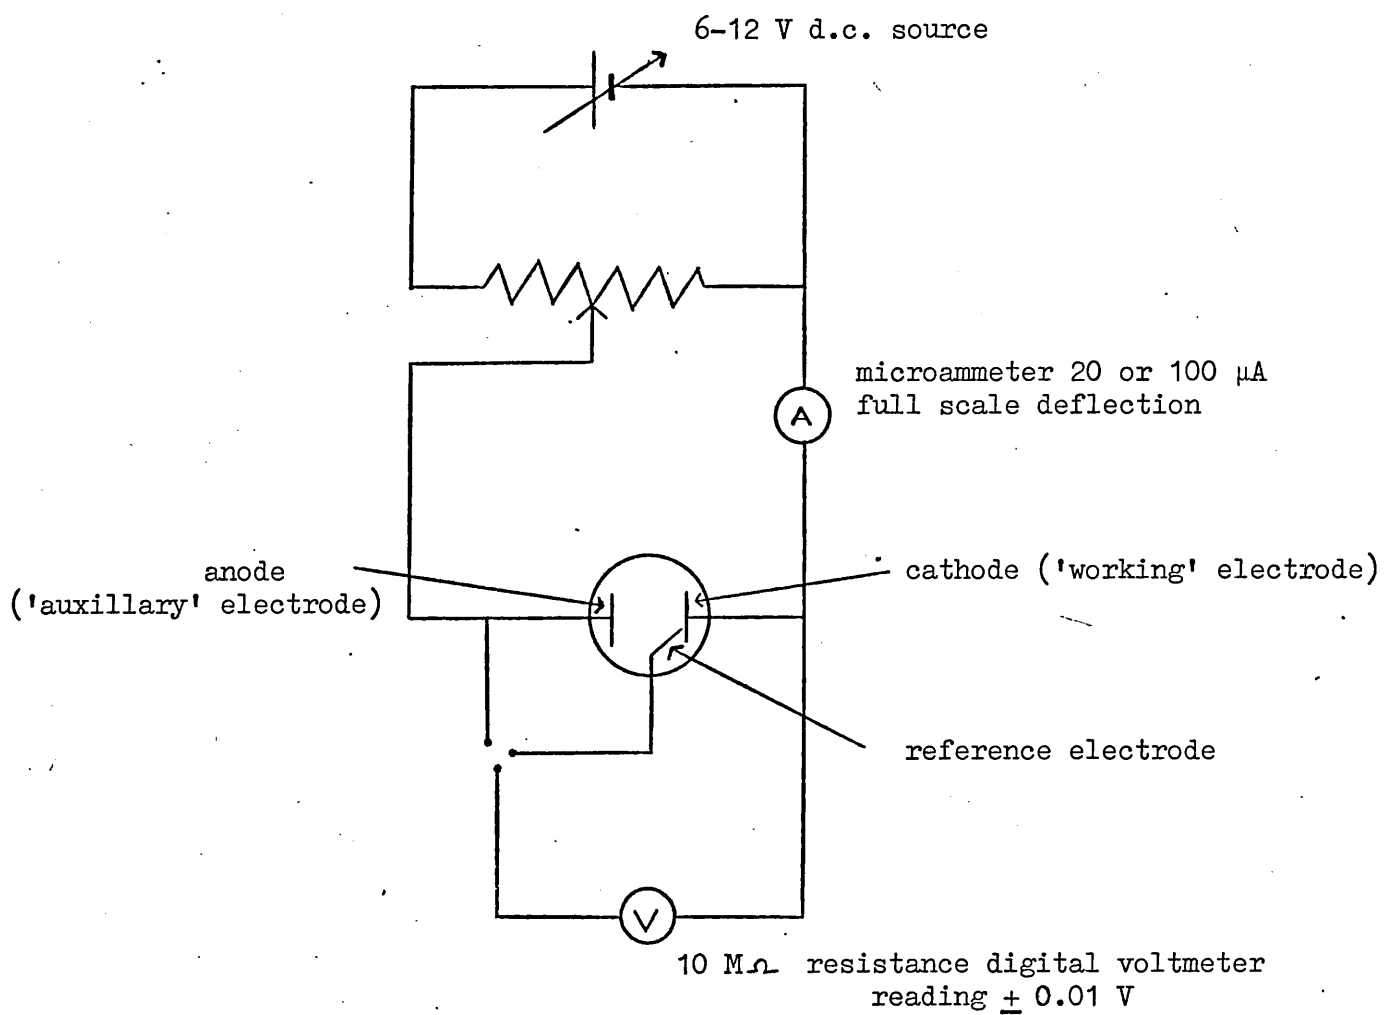 6-12 V d.c. source
microammeter 20 or 100 µA
full scale deflection
A
anode
('auxillary' electrode)
cathode ('working' electrode)
reference electrode
V
10 MΩ resistance digital voltmeter
reading ± 0.01 V